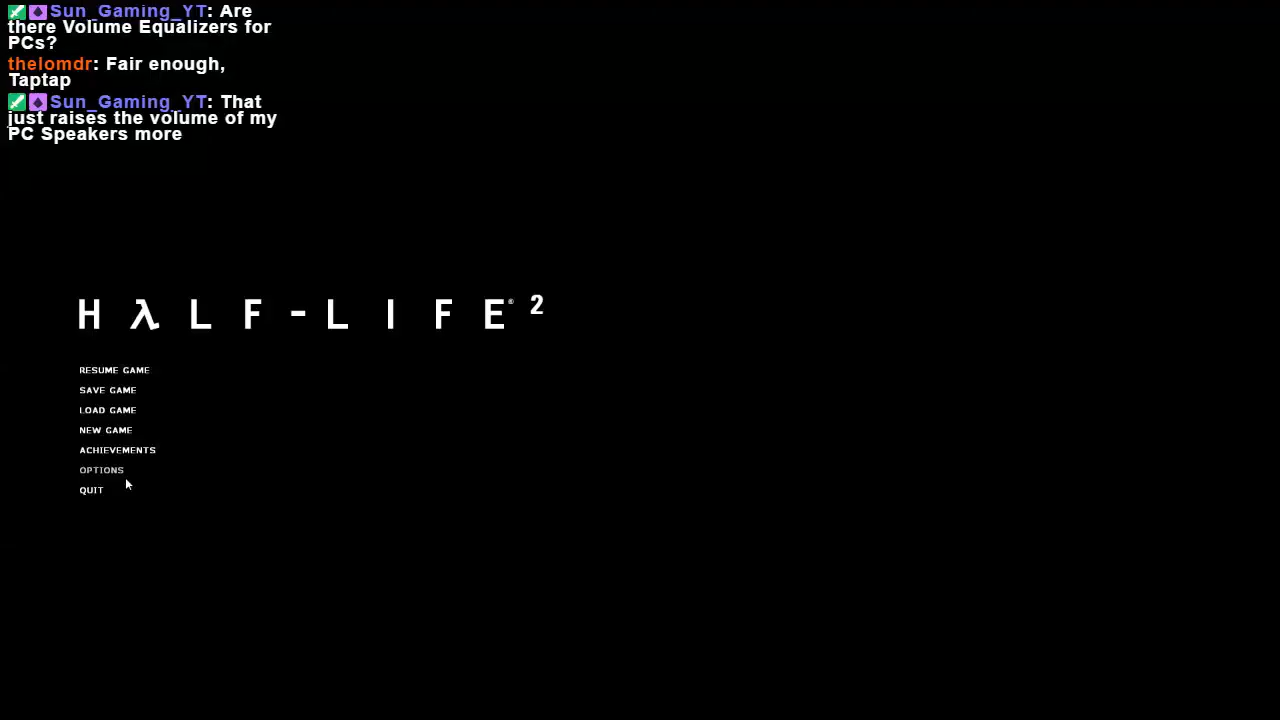 Sun_Gaming_YT: Are
there Volume Equalizers for
PCs?
thelomdr: Fair enough,
Taptap
Sun_Gaming_YT: That
just raises the volume of my
PC Speakers more
HλLF-LIFE® 2
RESUME GAME
SAVE GAME
LOAD GAME
NEW GAME
ACHIEVEMENTS
OPTIONS
QUIT